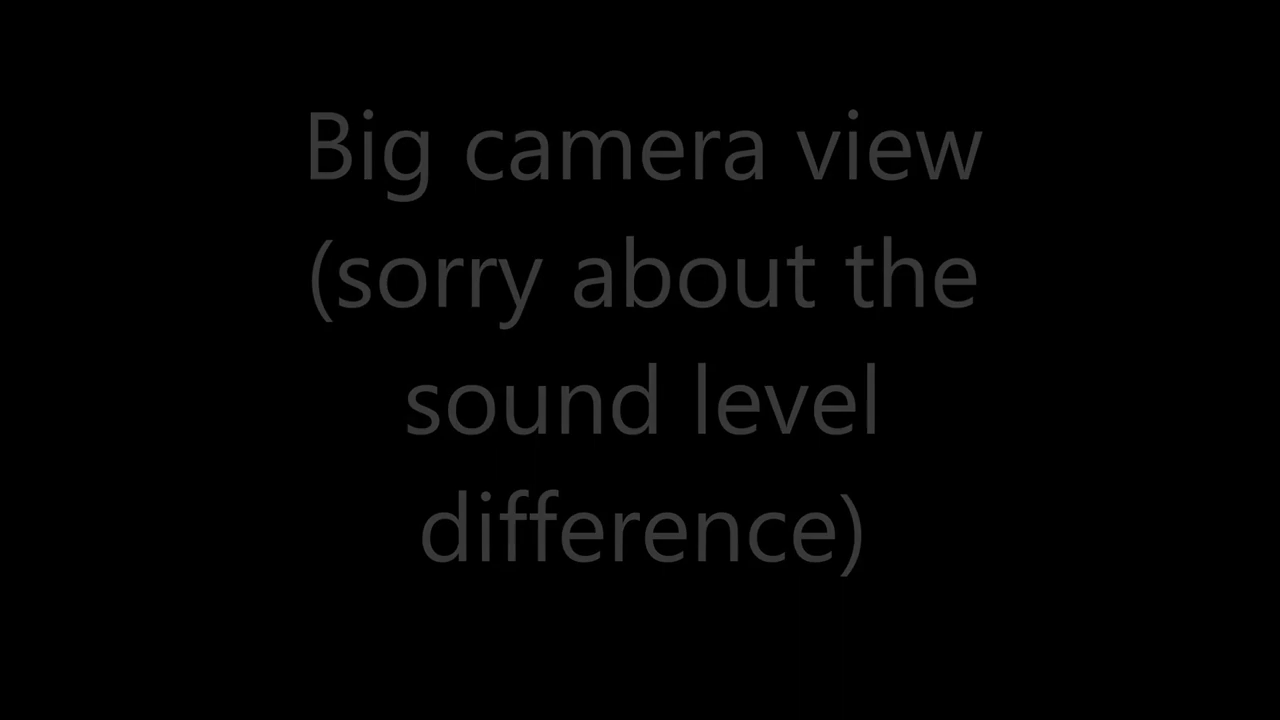 Big camera view
(sorry about the
sound level
difference)